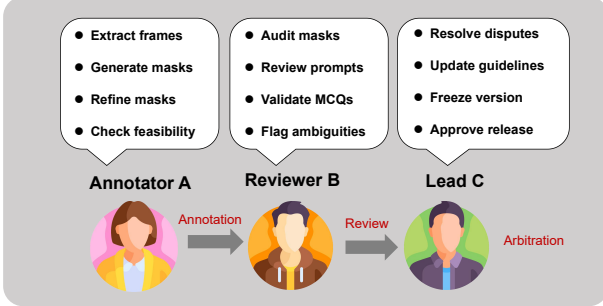 Extract frames
Generate masks
Refine masks
Check feasibility
Audit masks
Review prompts
Validate MCQs
Flag ambiguities
Resolve disputes
Update guidelines
Freeze version
Approve release
Annotator A
Reviewer B
Lead C
Annotation
Review
Arbitration